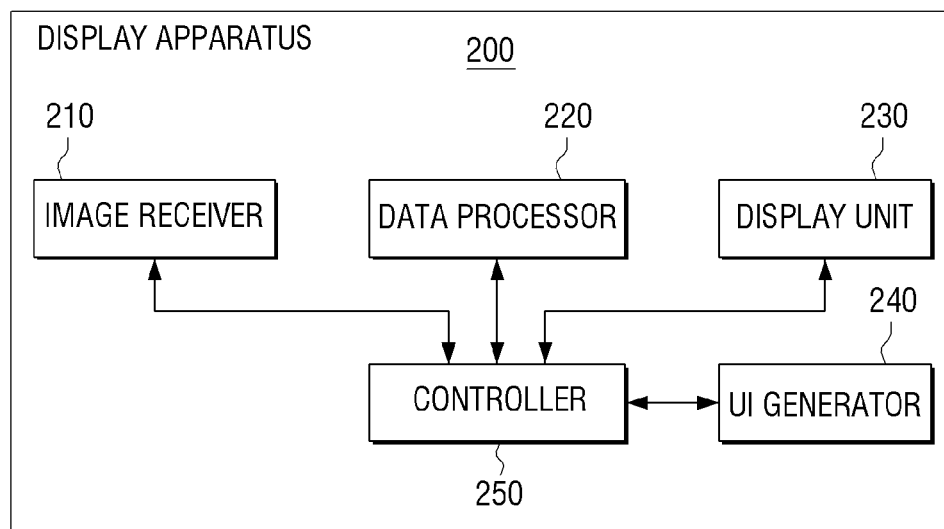 DISPLAY APPARATUS
200
210
220
230
IMAGE RECEIVER
DATA PROCESSOR
DISPLAY UNIT
240
CONTROLLER
UI GENERATOR
250